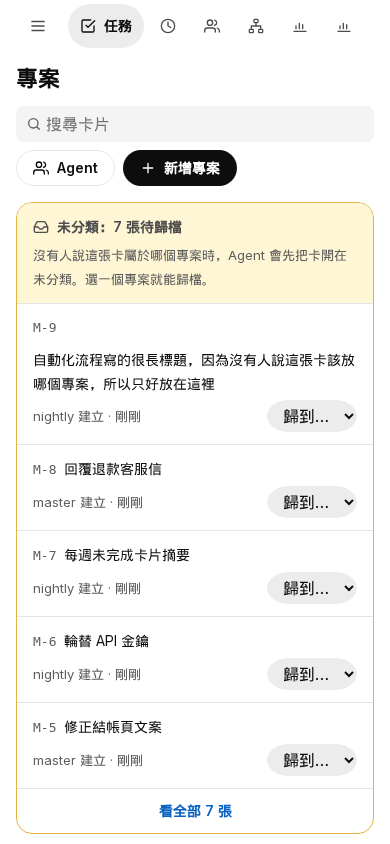 任務
專案
搜尋卡片
Agent
新增專案
未分類：7 張待歸檔
沒有人說這張卡屬於哪個專案時，Agent 會先把卡開在
未分類。選一個專案就能歸檔。
M-9
自動化流程寫的很長標題，因為沒有人說這張卡該放
哪個專案，所以只好放在這裡
nightly 建立 · 剛剛
歸到…
M-8 回覆退款客服信
master 建立 · 剛剛
歸到…
M-7 每週未完成卡片摘要
nightly 建立 · 剛剛
歸到…
M-6 輪替 API 金鑰
nightly 建立 · 剛剛
歸到…
M-5 修正結帳頁文案
master 建立 · 剛剛
歸到…
看全部 7 張